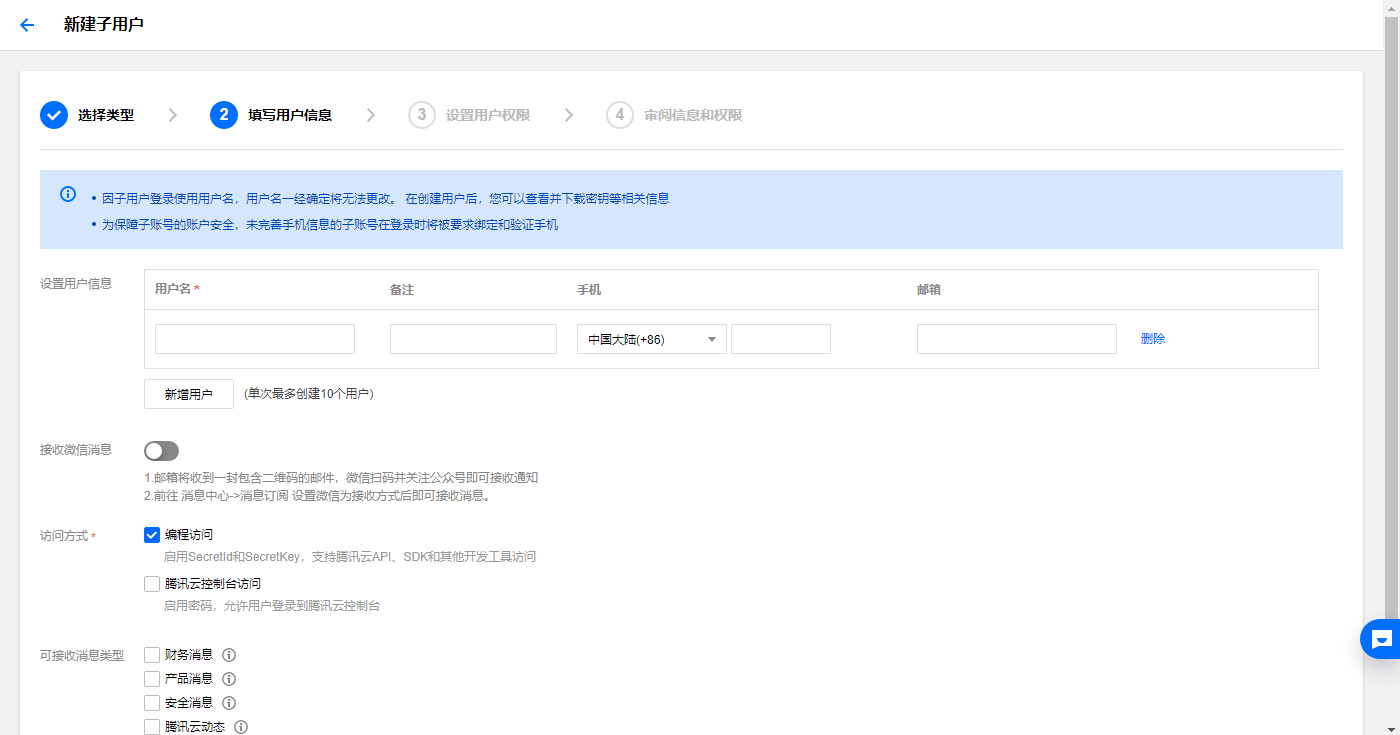 新建子用户
选择类型
2 填写用户信息
3 设置用户权限
4 审阅信息和权限
• 因子用户登录使用用户名，用户名一经确定将无法更改。 在创建用户后，您可以查看并下载密钥等相关信息
• 为保障子账号的账户安全，未完善手机信息的子账号在登录时将被要求绑定和验证手机
设置用户信息
用户名 * 备注 手机 邮箱
中国大陆(+86) 删除
新增用户 (单次最多创建10个用户)
接收微信消息
1.邮箱将收到一封包含二维码的邮件，微信扫码并关注公众号即可接收通知
2.前往 消息中心->消息订阅 设置微信为接收方式后即可接收消息。
访问方式 * 编程访问
启用SecretId和SecretKey，支持腾讯云API、SDK和其他开发工具访问
腾讯云控制台访问
启用密码，允许用户登录到腾讯云控制台
可接收消息类型 财务消息
产品消息
安全消息
腾讯云动态